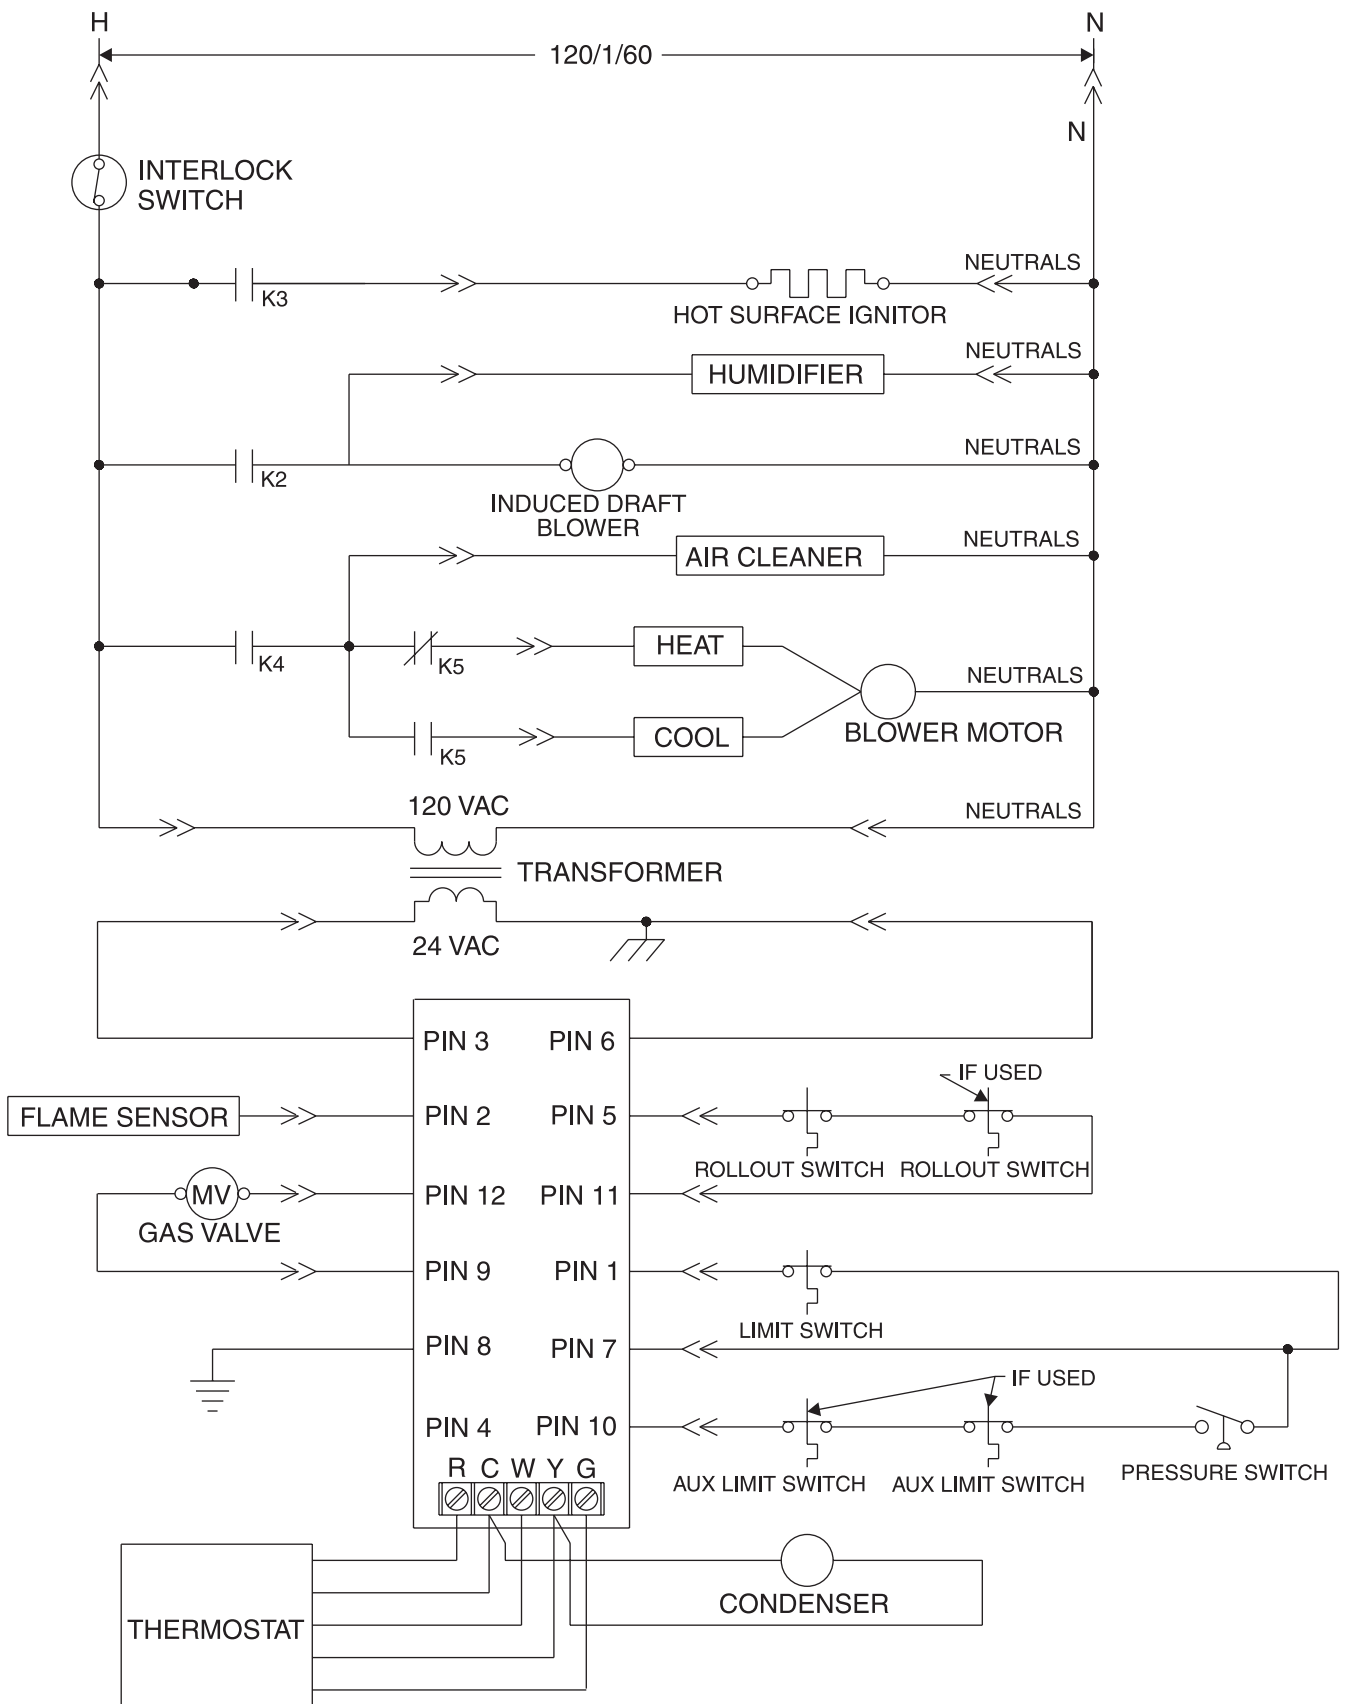 H
N
120/1/60
N
INTERLOCK
SWITCH
NEUTRALS
K3
HOT SURFACE IGNITOR
NEUTRALS
HUMIDIFIER
NEUTRALS
K2
INDUCED DRAFT
BLOWER
NEUTRALS
AIR CLEANER
K4
K5
HEAT
NEUTRALS
K5
COOL
BLOWER MOTOR
120 VAC
NEUTRALS
TRANSFORMER
24 VAC
PIN 3 PIN 6
IF USED
FLAME SENSOR
PIN 2 PIN 5
ROLLOUT SWITCH ROLLOUT SWITCH
MV
PIN 12 PIN 11
GAS VALVE
PIN 9 PIN 1
LIMIT SWITCH
PIN 8 PIN 7
IF USED
PIN 4 PIN 10
AUX LIMIT SWITCH AUX LIMIT SWITCH PRESSURE SWITCH
R C W Y G
CONDENSER
THERMOSTAT